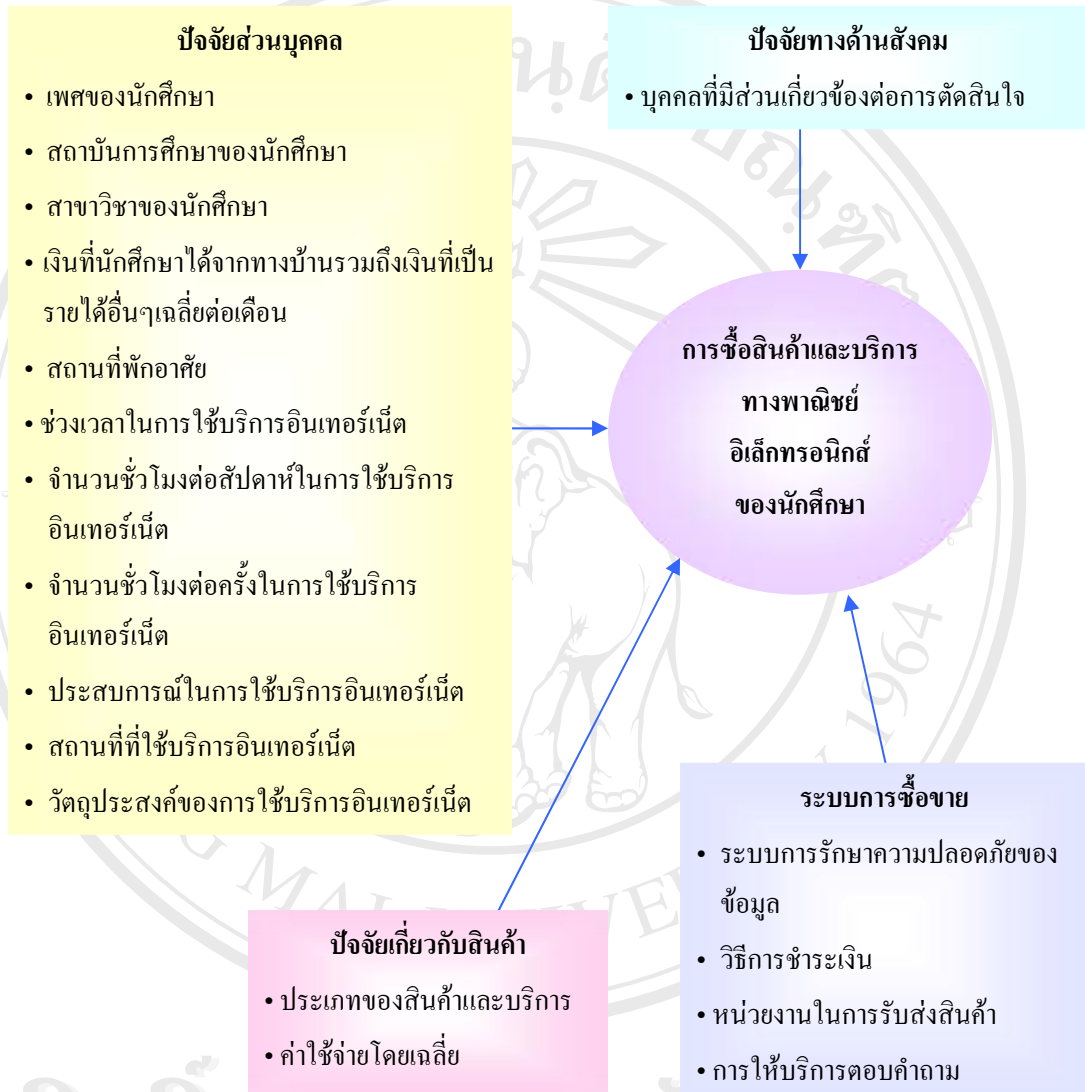 ปัจจัยส่วนบุคคล
• เพศของนักศึกษา
• สถาบันการศึกษาของนักศึกษา
• สาขาวิชาของนักศึกษา
• เงินที่นักศึกษาได้จากทางบ้านรวมถึงเงินที่เป็น
รายได้อื่นๆเฉลี่ยต่อเดือน
• สถานที่พักอาศัย
• ช่วงเวลาในการใช้บริการอินเทอร์เน็ต
• จำนวนชั่วโมงต่อสัปดาห์ในการใช้บริการ
อินเทอร์เน็ต
• จำนวนชั่วโมงต่อครั้งในการใช้บริการ
อินเทอร์เน็ต
• ประสบการณ์ในการใช้บริการอินเทอร์เน็ต
• สถานที่ที่ใช้บริการอินเทอร์เน็ต
• วัตถุประสงค์ของการใช้บริการอินเทอร์เน็ต
ปัจจัยทางด้านสังคม
• บุคคลที่มีส่วนเกี่ยวข้องต่อการตัดสินใจ
การซื้อสินค้าและบริการ
ทางพาณิชย์
อิเล็กทรอนิกส์
ของนักศึกษา
ปัจจัยเกี่ยวกับสินค้า
• ประเภทของสินค้าและบริการ
• ค่าใช้จ่ายโดยเฉลี่ย
ระบบการซื้อขาย
• ระบบการรักษาความปลอดภัยของ
ข้อมูล
• วิธีการชำระเงิน
• หน่วยงานในการรับส่งสินค้า
• การให้บริการตอบคำถาม
1964